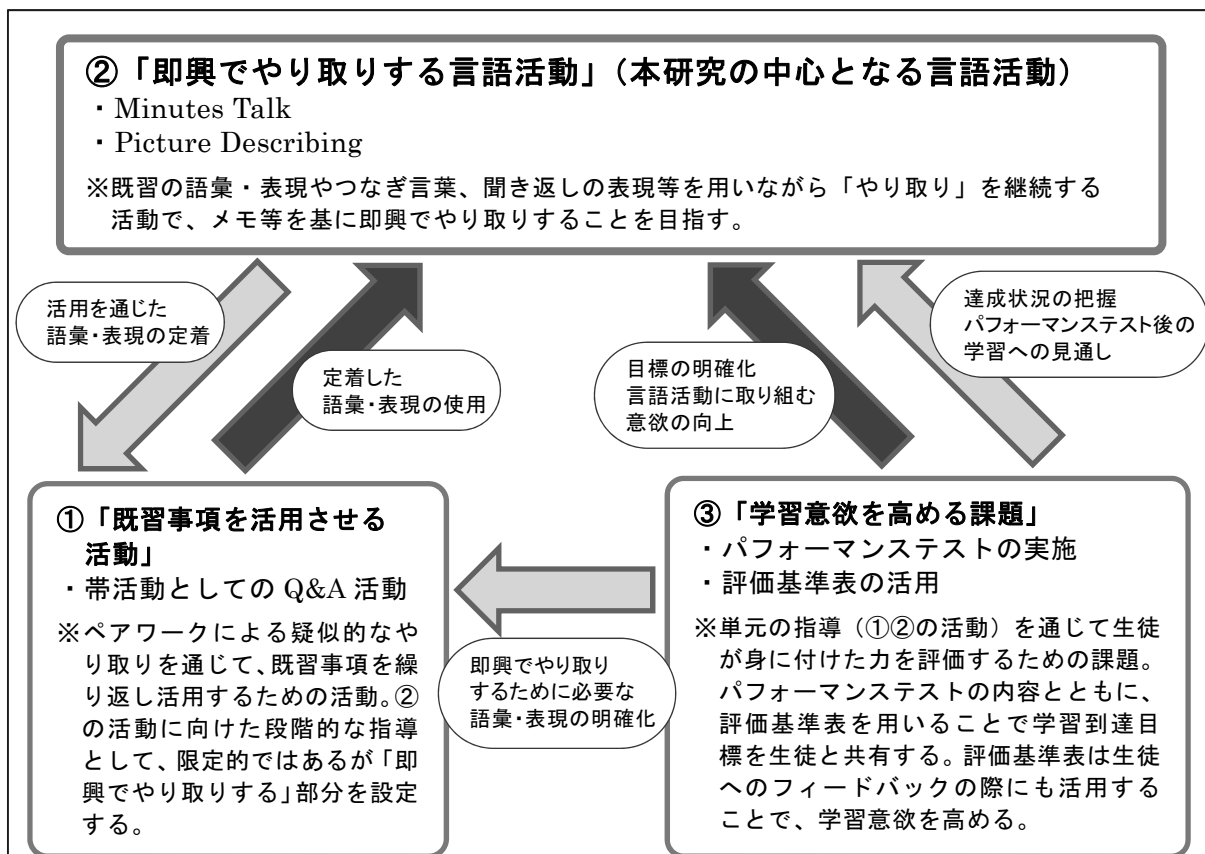 ②「即興でやり取りする言語活動」（本研究の中心となる言語活動）
・Minutes Talk
・Picture Describing
※既習の語彙・表現やつなぎ言葉、聞き返しの表現等を用いながら「やり取り」を継続する
活動で、メモ等を基に即興でやり取りすることを目指す。
活用を通じた
語彙・表現の定着
定着した
語彙・表現の使用
目標の明確化
言語活動に取り組む
意欲の向上
達成状況の把握
パフォーマンステスト後の
学習への見通し
①「既習事項を活用させる
活動」
・帯活動としての Q&A 活動
※ペアワークによる疑似的なや
り取りを通じて、既習事項を繰
り返し活用するための活動。②
の活動に向けた段階的な指導
として、限定的ではあるが「即
興でやり取りする」部分を設定
する。
即興でやり取り
するために必要な
語彙・表現の明確化
③「学習意欲を高める課題」
・パフォーマンステストの実施
・評価基準表の活用
※単元の指導（①②の活動）を通じて生徒
が身に付けた力を評価するための課題。
パフォーマンステストの内容とともに、
評価基準表を用いることで学習到達目
標を生徒と共有する。評価基準表は生徒
へのフィードバックの際にも活用する
ことで、学習意欲を高める。